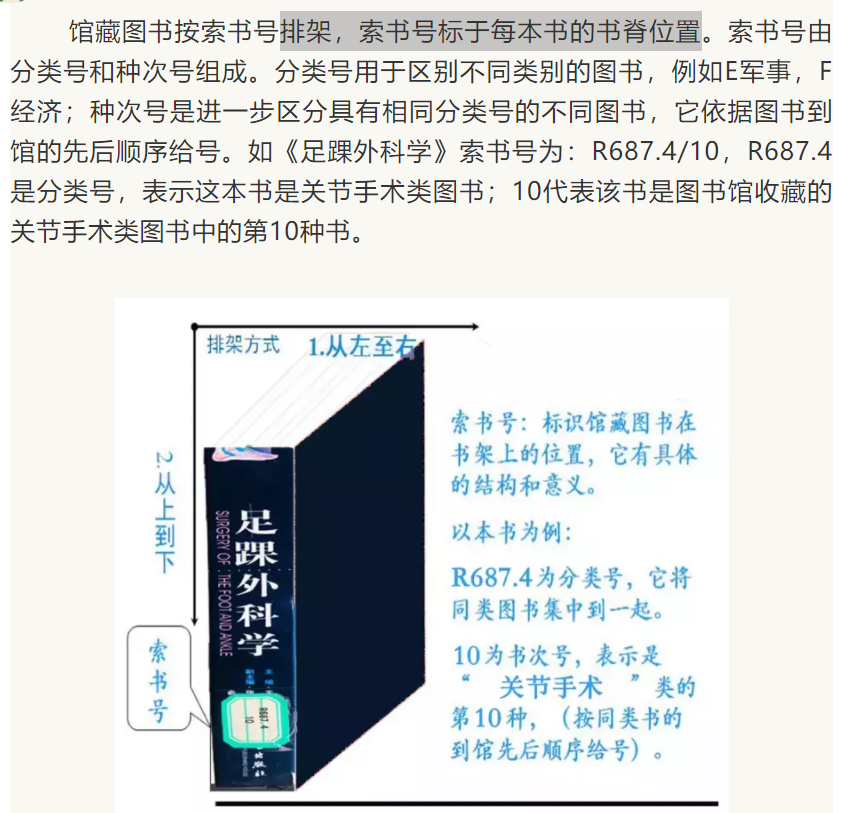 馆藏图书按索书号排架，索书号标于每本书的书脊位置。索书号由
分类号和种次号组成。分类号用于区别不同类别的图书，例如E军事，F
经济；种次号是进一步区分具有相同分类号的不同图书，它依据图书到
馆的先后顺序给号。如《足踝外科学》索书号为：R687.4/10，R687.4
是分类号，表示这本书是关节手术类图书；10代表该书是图书馆收藏的
关节手术类图书中的第10种书。
排架方式 1.从左至右
2.从上到下
足踝外科学
SURGERY OF THE FOOT AND ANKLE
主编
副主编
R687.4
10
出版社
索书号
索书号：标识馆藏图书在
书架上的位置，它有具体
的结构和意义。
以本书为例：
R687.4为分类号，它将
同类图书集中到一起。
10为书次号，表示是
“ 关节手术 ”类的
第10种，（按同类书的
到馆先后顺序给号）。